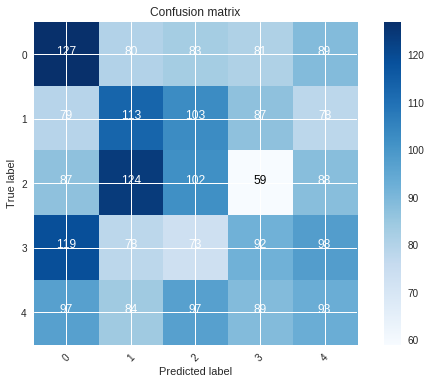 Confusion matrix
0 127 80 83 81 89
1 79 113 103 87 78
2 87 124 102 59 88
3 119 78 73 92 98
4 97 84 97 89 93
0 1 2 3 4
True label
Predicted label
120
110
100
90
80
70
60